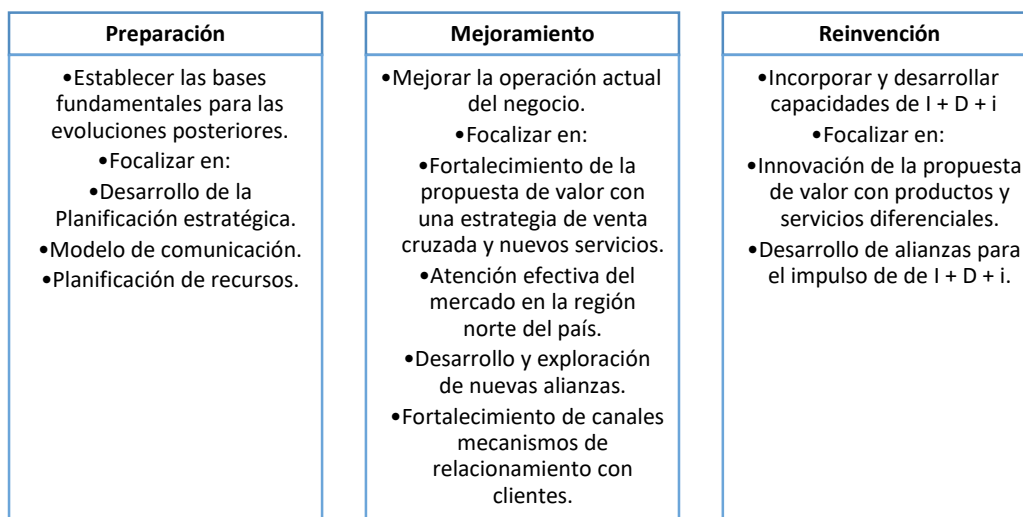 Preparación
•Establecer las bases
fundamentales para las
evoluciones posteriores.
•Focalizar en:
•Desarrollo de la
Planificación estratégica.
•Modelo de comunicación.
•Planificación de recursos.
Mejoramiento
•Mejorar la operación actual
del negocio.
•Focalizar en:
•Fortalecimiento de la
propuesta de valor con
una estrategia de venta
cruzada y nuevos servicios.
•Atención efectiva del
mercado en la región
norte del país.
•Desarrollo y exploración
de nuevas alianzas.
•Fortalecimiento de canales
mecanismos de
relacionamiento con
clientes.
Reinvención
•Incorporar y desarrollar
capacidades de I + D + i
•Focalizar en:
•Innovación de la propuesta
de valor con productos y
servicios diferenciales.
•Desarrollo de alianzas para
el impulso de de I + D + i.